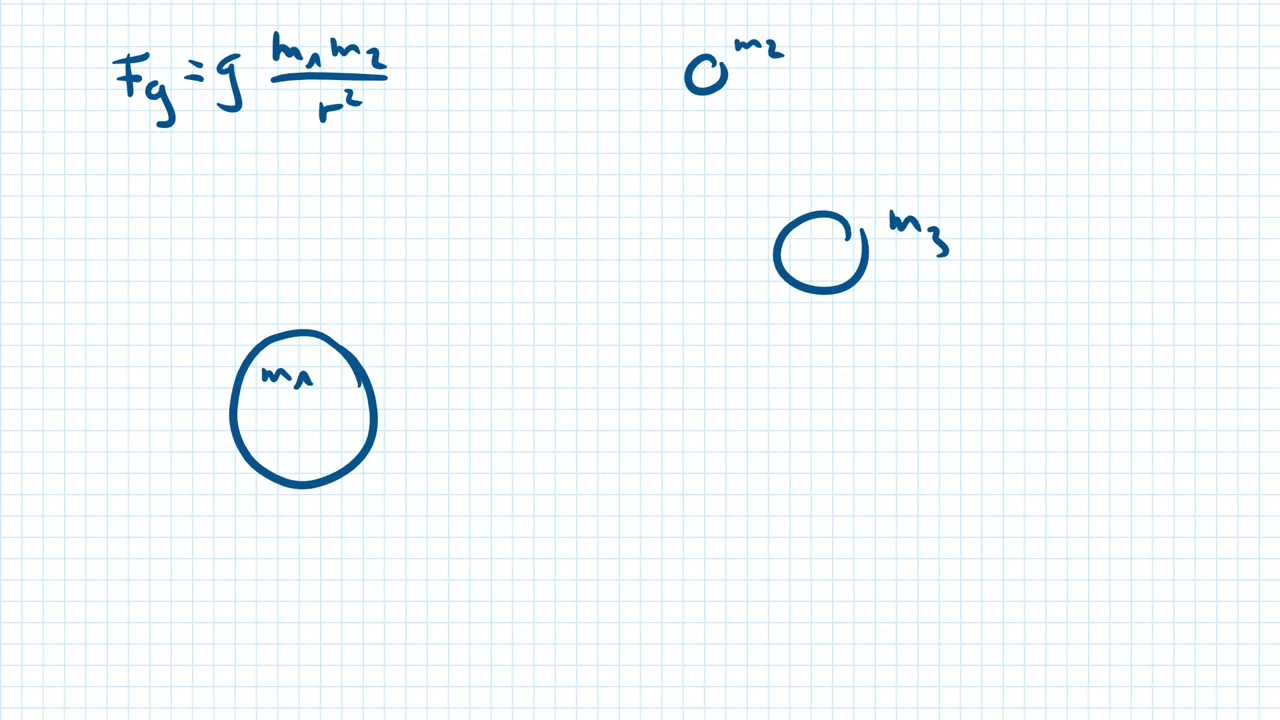 Fg = g m₁m₂ / r²
m₂
m₃
m₁